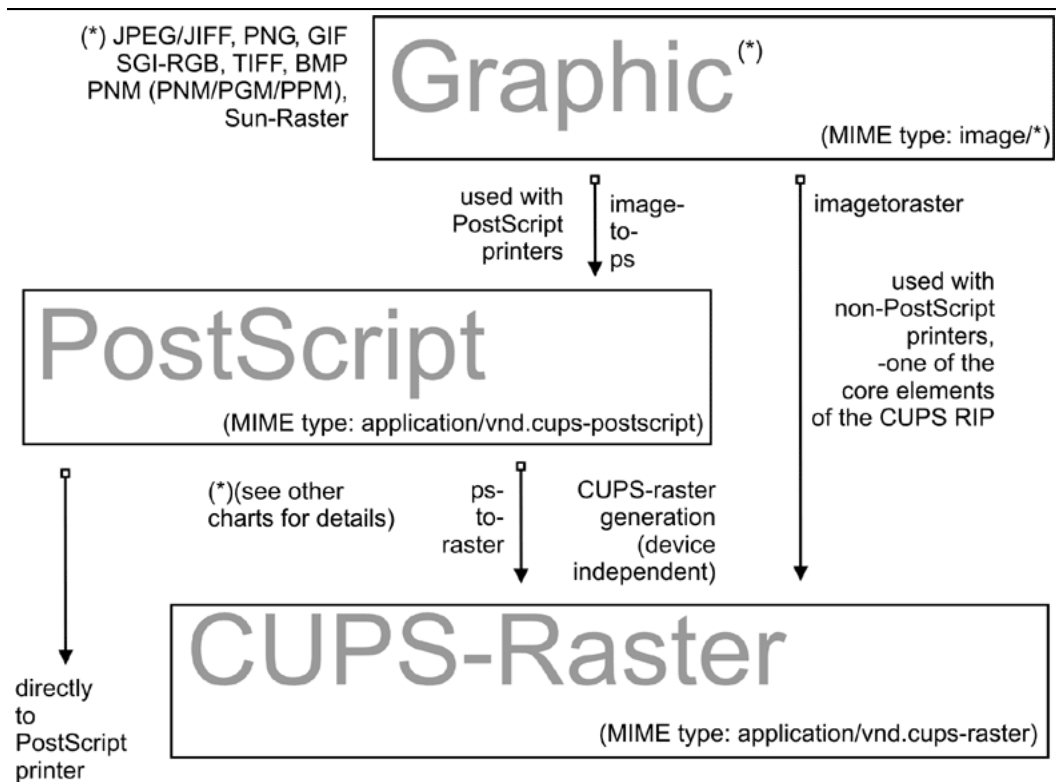 (*) JPEG/JIFF, PNG, GIF
SGI-RGB, TIFF, BMP
PNM (PNM/PGM/PPM),
Sun-Raster
Graphic(*)
(MIME type: image/*)
used with
PostScript
printers
image-
to-
ps
imagetoraster
used with
non-PostScript
printers,
-one of the
core elements
of the CUPS RIP
PostScript
(MIME type: application/vnd.cups-postscript)
(*)(see other
charts for details)
ps-
to-
raster
CUPS-raster
generation
(device
independent)
CUPS-Raster
(MIME type: application/vnd.cups-raster)
directly
to
PostScript
printer